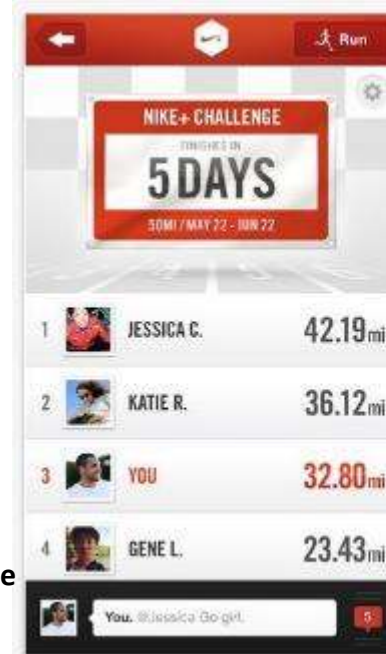 Run
NIKE+ CHALLENGE
FINISHES IN
5 DAYS
50MI / MAY 22 - JUN 22
1 JESSICA C. 42.19mi
2 KATIE R. 36.12mi
3 YOU 32.80mi
4 GENE L. 23.43mi
e
You. @Jessica Go girl.
5